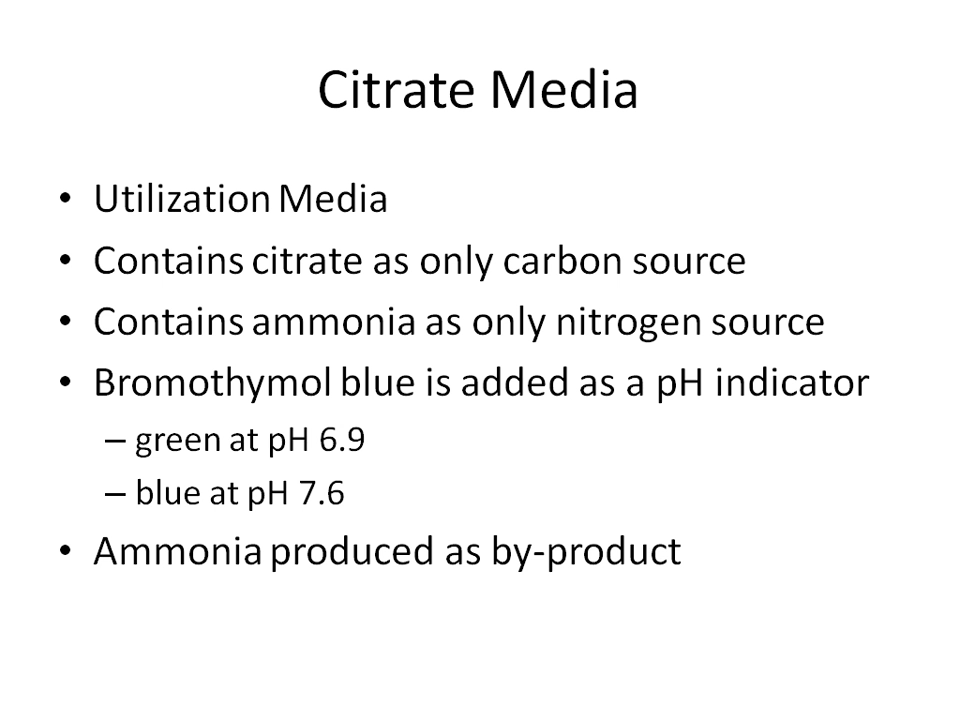 Citrate Media
• Utilization Media
• Contains citrate as only carbon source
• Contains ammonia as only nitrogen source
• Bromothymol blue is added as a pH indicator
– green at pH 6.9
– blue at pH 7.6
• Ammonia produced as by-product